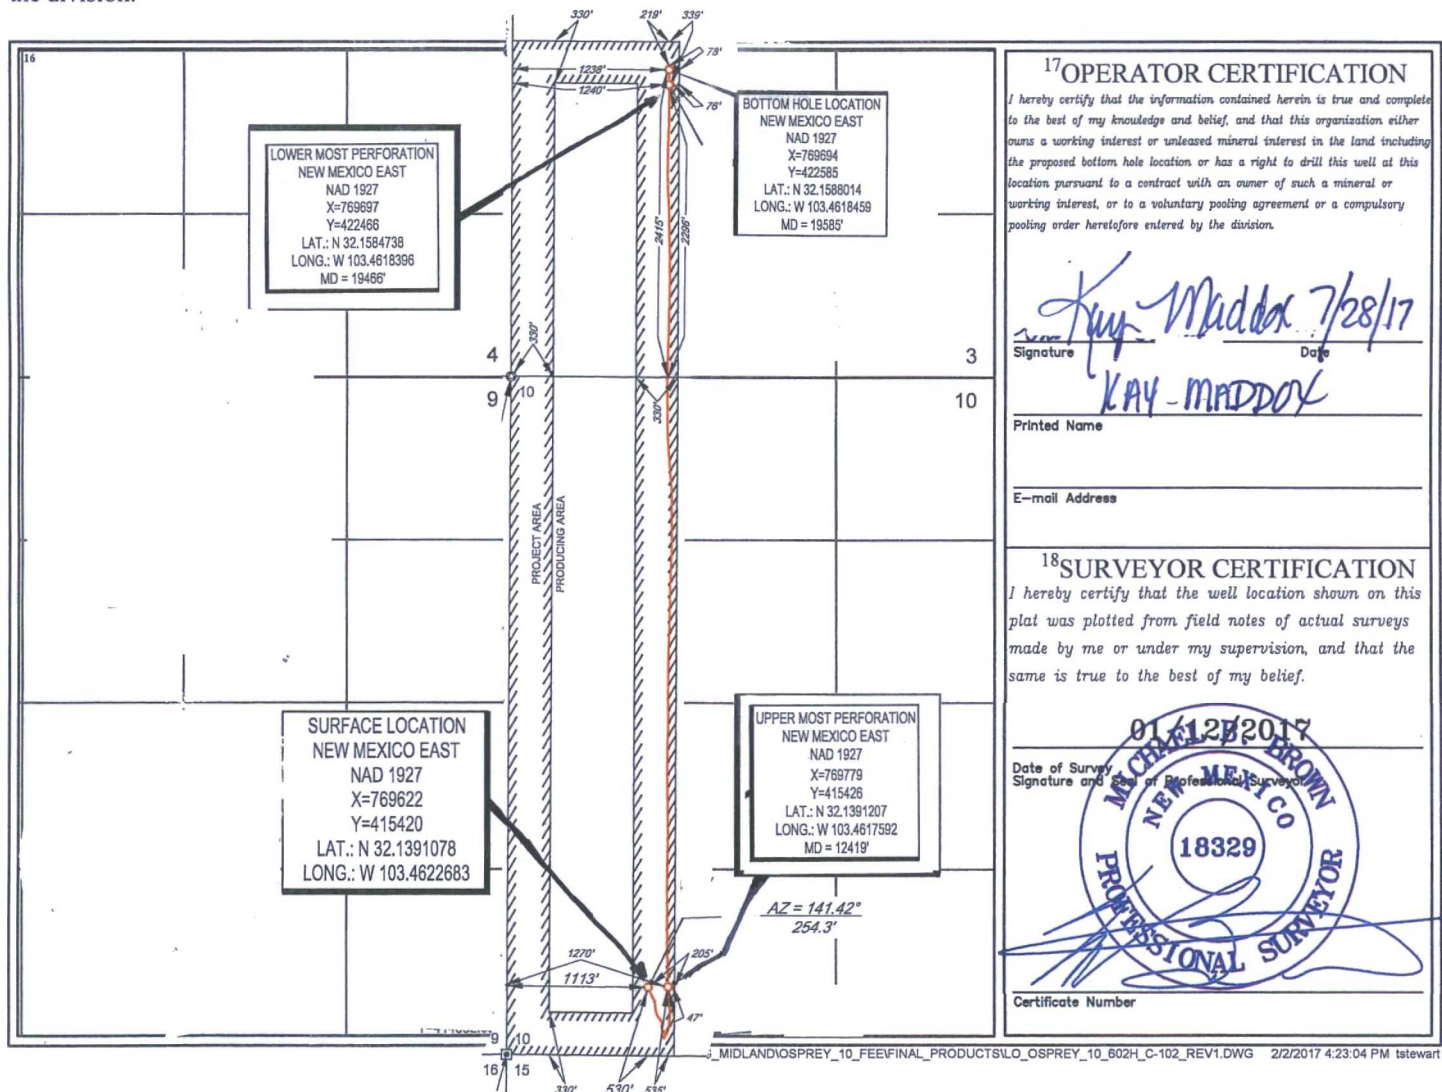 the division.
330'
219'
339'
16
1238'
1240'
73'
76'
BOTTOM HOLE LOCATION
NEW MEXICO EAST
NAD 1927
X=769694
Y=422585
LAT.: N 32.1588014
LONG.: W 103.4618459
MD = 19585'
LOWER MOST PERFORATION
NEW MEXICO EAST
NAD 1927
X=769697
Y=422466
LAT.: N 32.1584738
LONG.: W 103.4618396
MD = 19466'
2415'
2296'
330'
4
3
9
10
10
330'
PROJECT AREA
PRODUCING AREA
SURFACE LOCATION
NEW MEXICO EAST
NAD 1927
X=769622
Y=415420
LAT.: N 32.1391078
LONG.: W 103.4622683
UPPER MOST PERFORATION
NEW MEXICO EAST
NAD 1927
X=769779
Y=415426
LAT.: N 32.1391207
LONG.: W 103.4617592
MD = 12419'
AZ = 141.42°
254.3'
1270'
205'
1113'
47'
9
10
16
15
330'
530'
535'
17OPERATOR CERTIFICATION
I hereby certify that the information contained herein is true and complete
to the best of my knowledge and belief, and that this organization either
owns a working interest or unleased mineral interest in the land including
the proposed bottom hole location or has a right to drill this well at this
location pursuant to a contract with an owner of such a mineral or
working interest, or to a voluntary pooling agreement or a compulsory
pooling order heretofore entered by the division.
Kay Maddox 7/28/17
Signature Date
KAY MADDOX
Printed Name
E-mail Address
18SURVEYOR CERTIFICATION
I hereby certify that the well location shown on this
plat was plotted from field notes of actual surveys
made by me or under my supervision, and that the
same is true to the best of my belief.
01/12/2017
Date of Survey
Signature and Seal of Professional Surveyor:
MICHAEL B. BROWN
NEW MEXICO
18329
PROFESSIONAL SURVEYOR
Certificate Number
_MIDLAND\OSPREY_10_FEE\FINAL_PRODUCTS\LO_OSPREY_10_602H_C-102_REV1.DWG 2/2/2017 4:23:04 PM tstewart